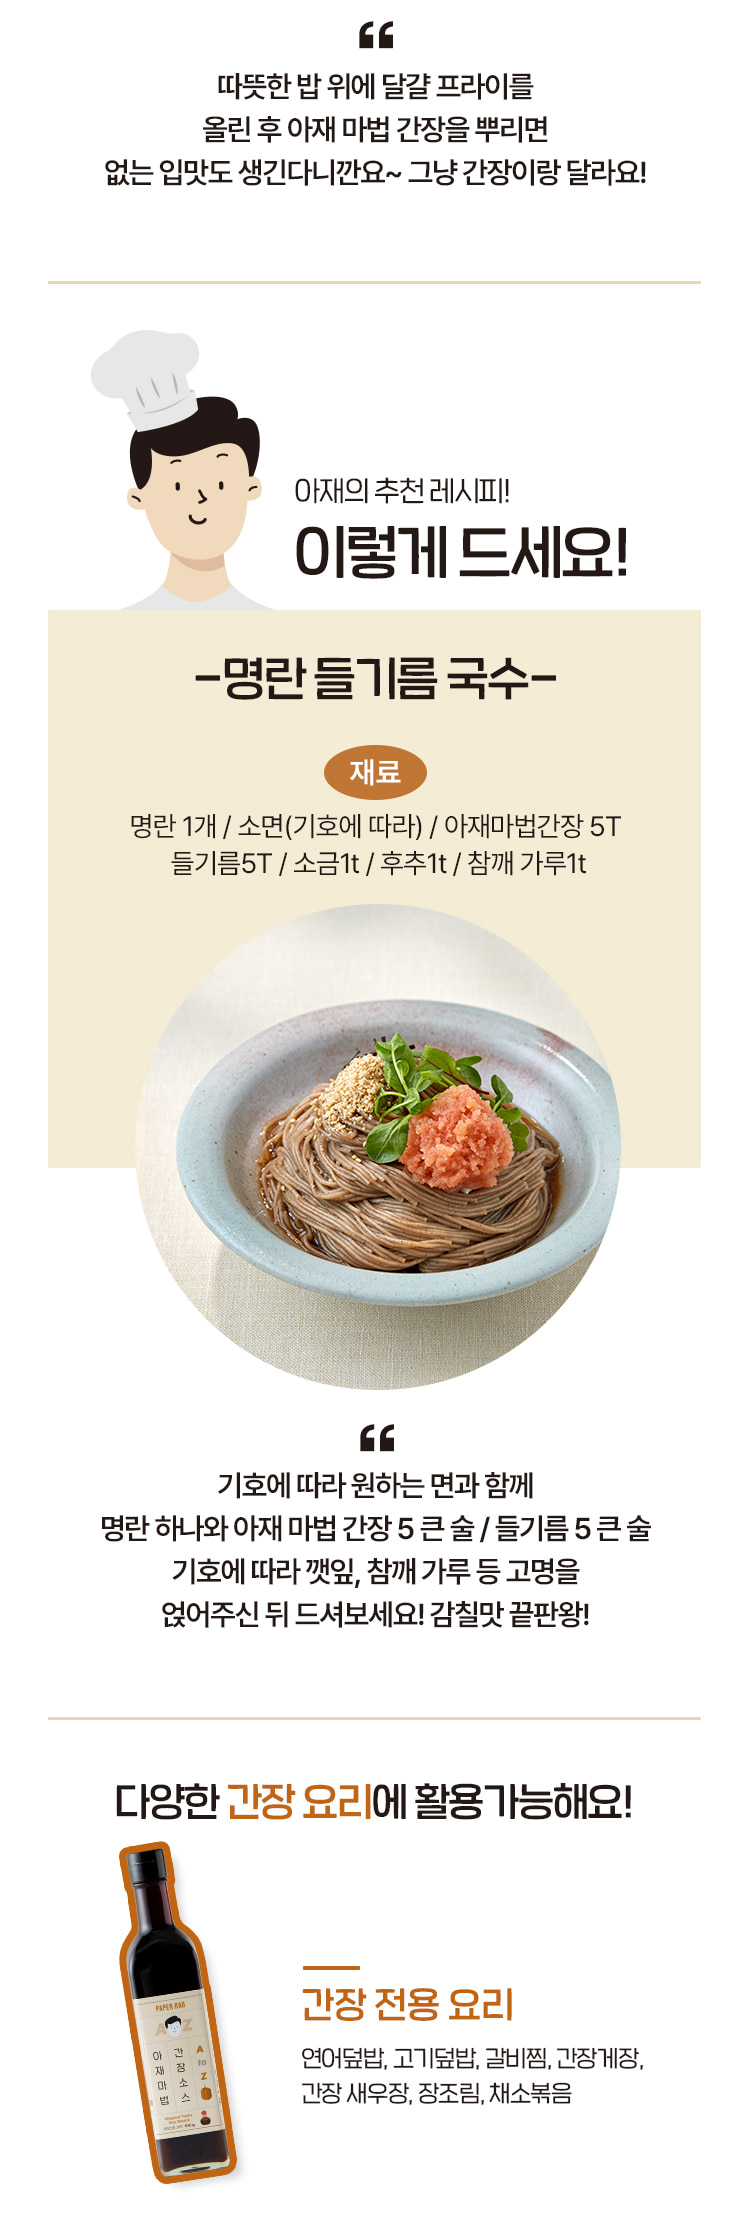 따뜻한 밥 위에 달걀 프라이를
올린 후 아재 마법 간장을 뿌리면
없는 입맛도 생긴다니깐요~ 그냥 간장이랑 달라요!
아재의 추천 레시피!
이렇게 드세요!
-명란 들기름 국수-
재료
명란 1개 / 소면(기호에 따라) / 아재마법간장 5T
들기름5T / 소금1t / 후추1t / 참깨 가루1t
기호에 따라 원하는 면과 함께
명란 하나와 아재 마법 간장 5 큰 술 / 들기름 5 큰 술
기호에 따라 깻잎, 참깨 가루 등 고명을
얹어주신 뒤 드셔보세요! 감칠맛 끝판왕!
다양한 간장 요리에 활용가능해요!
PAPER BAG
A Z
아재마법
간장소스
A to Z
간장 전용 요리
연어덮밥, 고기덮밥, 갈비찜, 간장게장,
간장 새우장, 장조림, 채소볶음